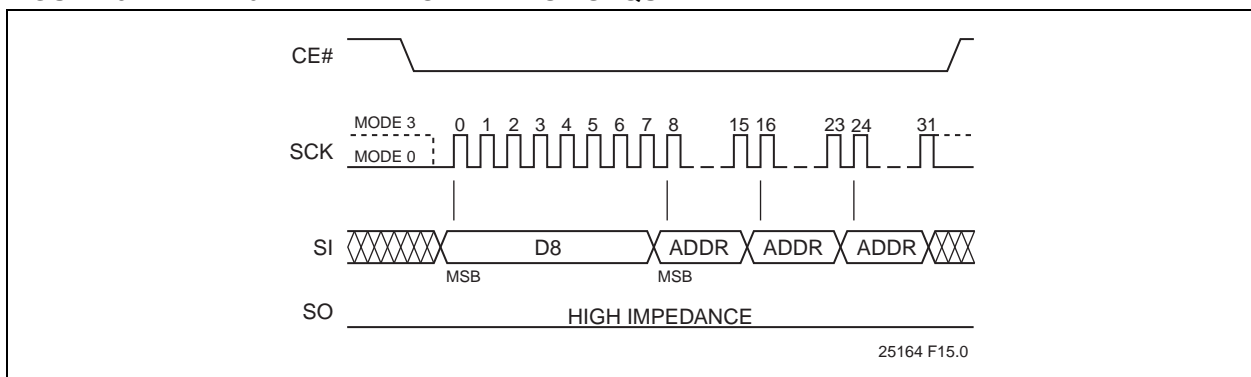 CE#
MODE 3
0 1 2 3 4 5 6 7 8 15 16 23 24 31
SCK
MODE 0
SI
D8 ADDR ADDR ADDR
MSB MSB
SO
HIGH IMPEDANCE
25164 F15.0